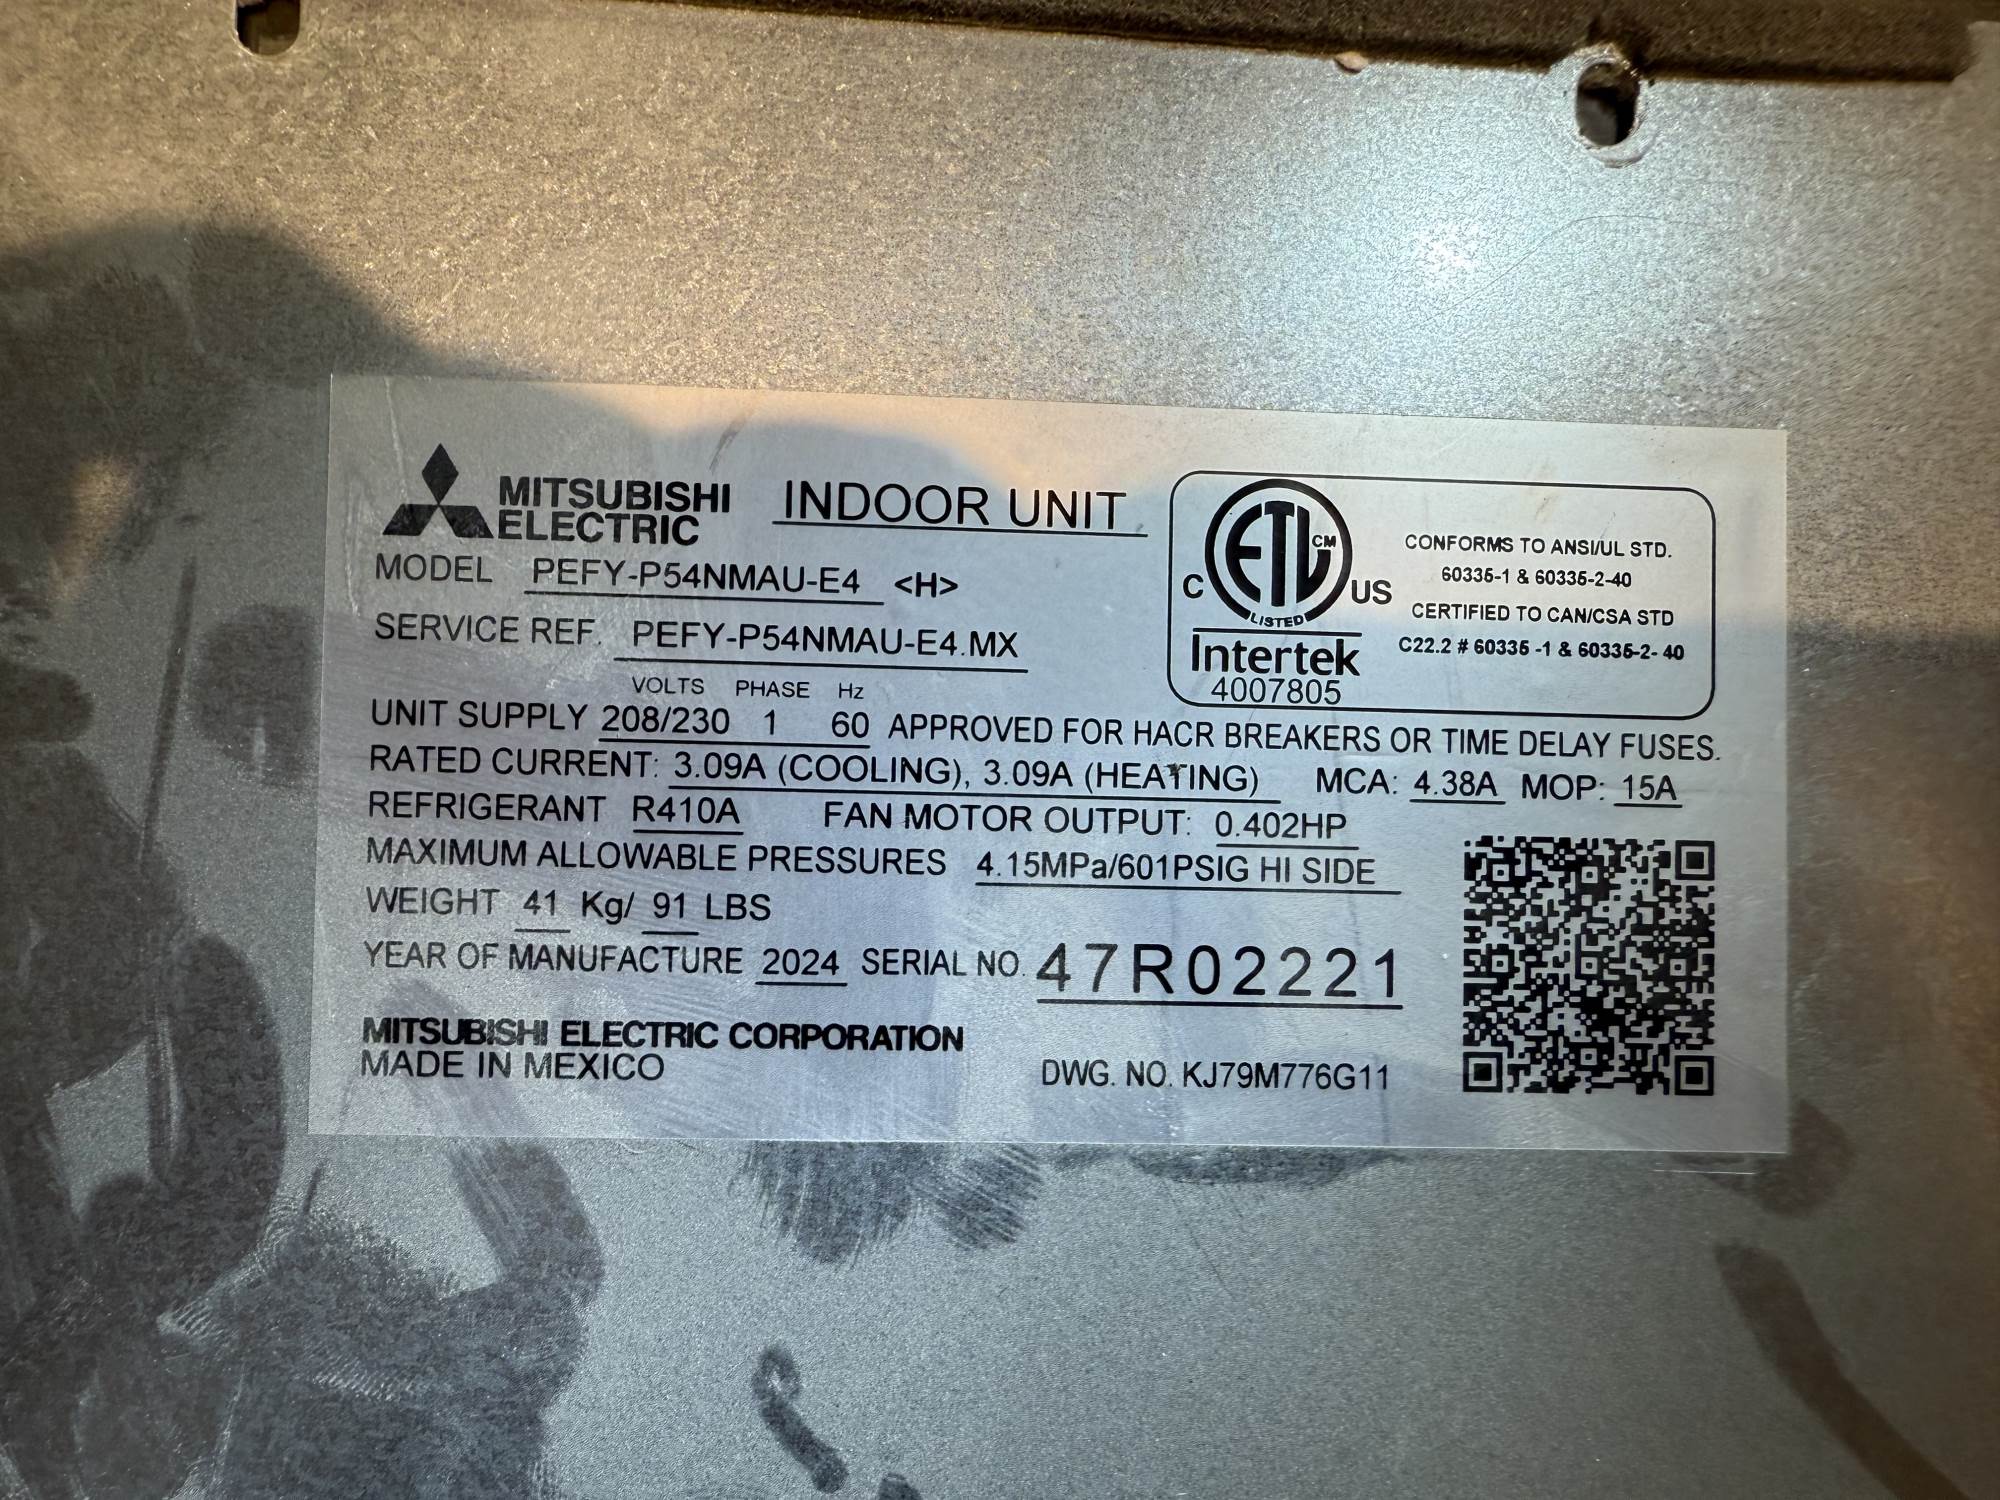 MITSUBISHI
ELECTRIC
INDOOR UNIT
MODEL PEFY-P54NMAU-E4 <H>
SERVICE REF. PEFY-P54NMAU-E4.MX
C ETL CM US
LISTED
Intertek
4007805
CONFORMS TO ANSI/UL STD.
60335-1 & 60335-2-40
CERTIFIED TO CAN/CSA STD
C22.2 # 60335 -1 & 60335-2- 40
VOLTS PHASE Hz
UNIT SUPPLY 208/230 1 60 APPROVED FOR HACR BREAKERS OR TIME DELAY FUSES.
RATED CURRENT: 3.09A (COOLING), 3.09A (HEATING) MCA: 4.38A MOP: 15A
REFRIGERANT R410A FAN MOTOR OUTPUT: 0.402HP
MAXIMUM ALLOWABLE PRESSURES 4.15MPa/601PSIG HI SIDE
WEIGHT 41 Kg/ 91 LBS
YEAR OF MANUFACTURE 2024 SERIAL NO. 47R02221
MITSUBISHI ELECTRIC CORPORATION
MADE IN MEXICO
DWG. NO. KJ79M776G11